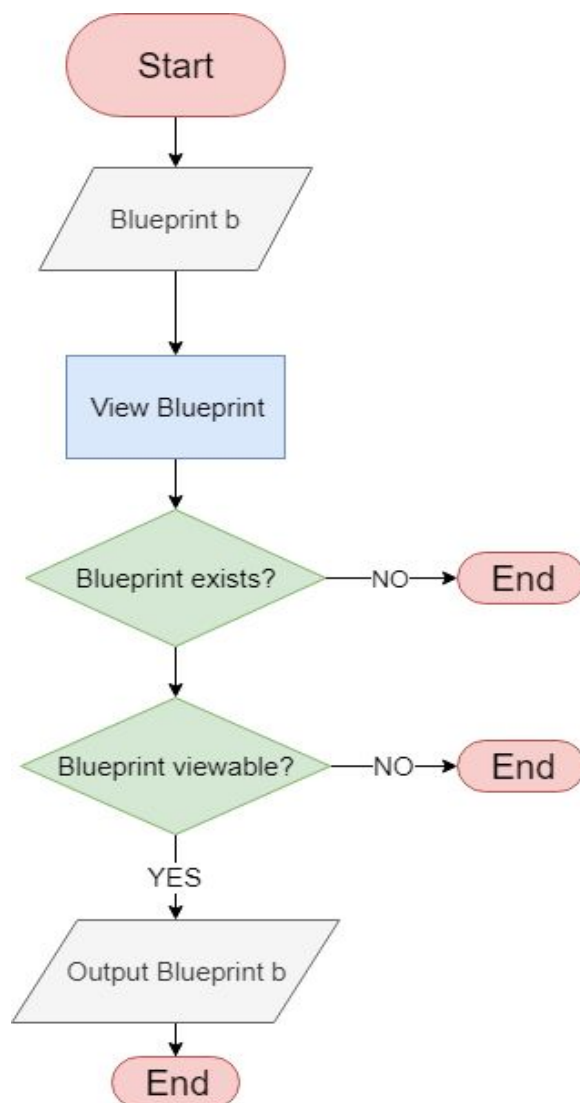 Start
Blueprint b
View Blueprint
Blueprint exists?
NO
End
Blueprint viewable?
NO
End
YES
Output Blueprint b
End